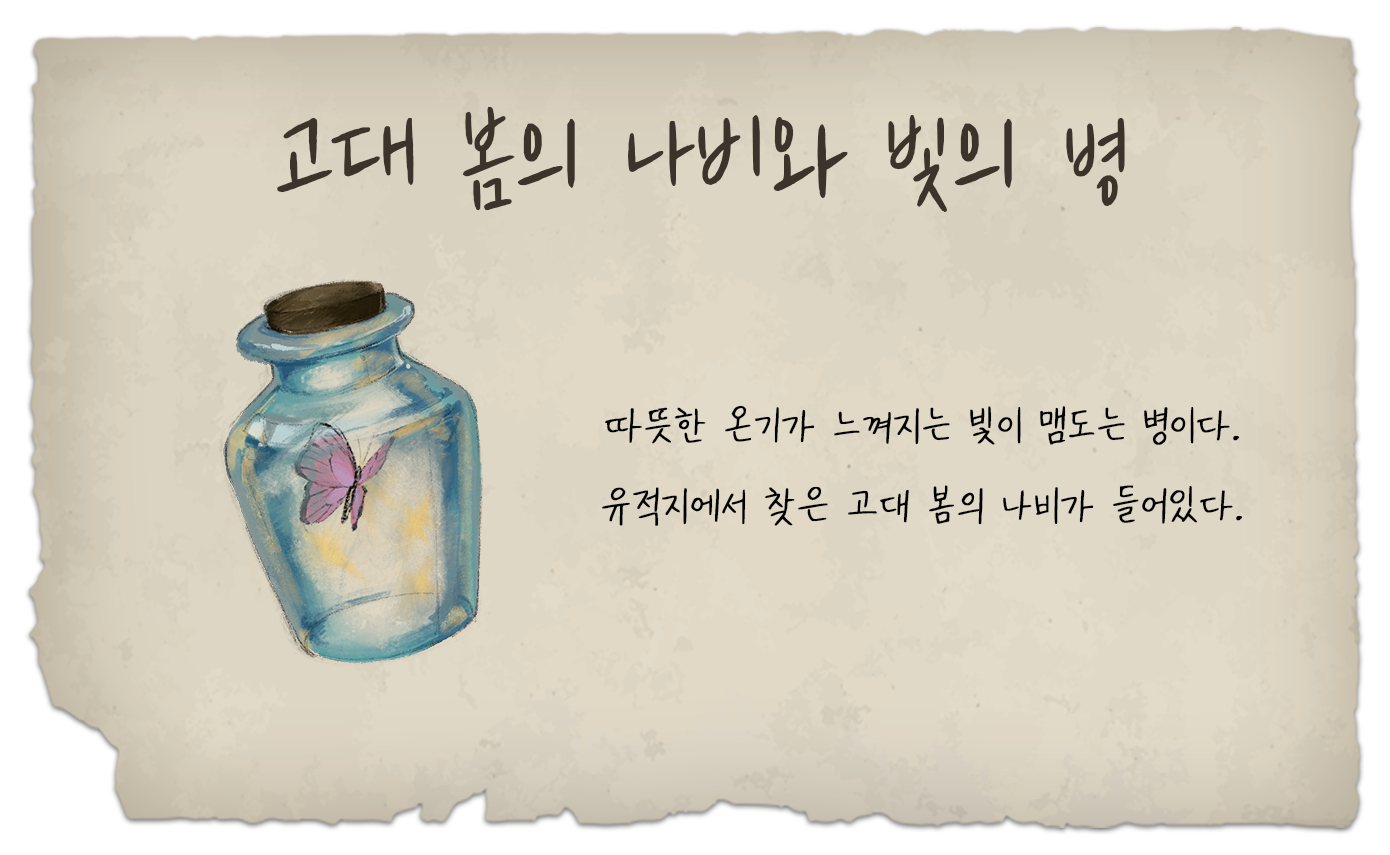 고대 봄의 나비와 빛의 병
따뜻한 온기가 느껴지는 빛이 맴도는 병이다.
유적지에서 찾은 고대 봄의 나비가 들어있다.